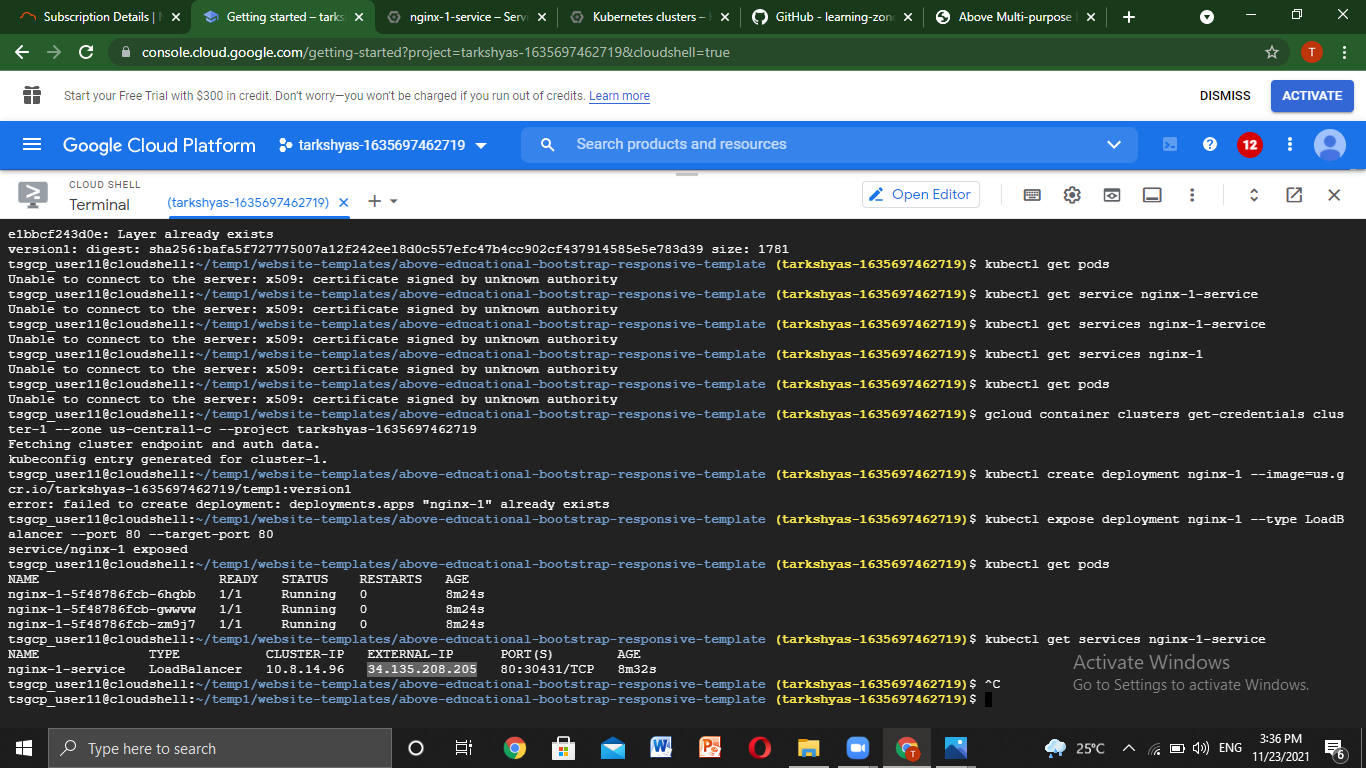 Subscription Details |
Getting started – tarks
nginx-1-service – Serv
Kubernetes clusters –
GitHub - learning-zon
Above Multi-purpose
console.cloud.google.com/getting-started?project=tarkshyas-1635697462719&cloudshell=true
T
Start your Free Trial with $300 in credit. Don't worry—you won't be charged if you run out of credits. Learn more
DISMISS
ACTIVATE
Google Cloud Platform
tarkshyas-1635697462719
Search products and resources
12
CLOUD SHELL
Terminal
(tarkshyas-1635697462719)
Open Editor
e1bbcf243d0e: Layer already exists
version1: digest: sha256:bafa5f727775007a12f242ee18d0c557efc47b4cc902cf437914585e5e783d39 size: 1781
tsgcp_user11@cloudshell:~/temp1/website-templates/above-educational-bootstrap-responsive-template (tarkshyas-1635697462719)$ kubectl get pods
Unable to connect to the server: x509: certificate signed by unknown authority
tsgcp_user11@cloudshell:~/temp1/website-templates/above-educational-bootstrap-responsive-template (tarkshyas-1635697462719)$ kubectl get service nginx-1-service
Unable to connect to the server: x509: certificate signed by unknown authority
tsgcp_user11@cloudshell:~/temp1/website-templates/above-educational-bootstrap-responsive-template (tarkshyas-1635697462719)$ kubectl get services nginx-1-service
Unable to connect to the server: x509: certificate signed by unknown authority
tsgcp_user11@cloudshell:~/temp1/website-templates/above-educational-bootstrap-responsive-template (tarkshyas-1635697462719)$ kubectl get services nginx-1
Unable to connect to the server: x509: certificate signed by unknown authority
tsgcp_user11@cloudshell:~/temp1/website-templates/above-educational-bootstrap-responsive-template (tarkshyas-1635697462719)$ kubectl get pods
Unable to connect to the server: x509: certificate signed by unknown authority
tsgcp_user11@cloudshell:~/temp1/website-templates/above-educational-bootstrap-responsive-template (tarkshyas-1635697462719)$ gcloud container clusters get-credentials clus
ter-1 --zone us-central1-c --project tarkshyas-1635697462719
Fetching cluster endpoint and auth data.
kubeconfig entry generated for cluster-1.
tsgcp_user11@cloudshell:~/temp1/website-templates/above-educational-bootstrap-responsive-template (tarkshyas-1635697462719)$ kubectl create deployment nginx-1 --image=us.g
cr.io/tarkshyas-1635697462719/temp1:version1
error: failed to create deployment: deployments.apps "nginx-1" already exists
tsgcp_user11@cloudshell:~/temp1/website-templates/above-educational-bootstrap-responsive-template (tarkshyas-1635697462719)$ kubectl expose deployment nginx-1 --type LoadB
alancer --port 80 --target-port 80
service/nginx-1 exposed
tsgcp_user11@cloudshell:~/temp1/website-templates/above-educational-bootstrap-responsive-template (tarkshyas-1635697462719)$ kubectl get pods
NAME READY STATUS RESTARTS AGE
nginx-1-5f48786fcb-6hqbb 1/1 Running 0 8m24s
nginx-1-5f48786fcb-gwwvw 1/1 Running 0 8m24s
nginx-1-5f48786fcb-zm9j7 1/1 Running 0 8m24s
tsgcp_user11@cloudshell:~/temp1/website-templates/above-educational-bootstrap-responsive-template (tarkshyas-1635697462719)$ kubectl get services nginx-1-service
NAME TYPE CLUSTER-IP EXTERNAL-IP PORT(S) AGE
nginx-1-service LoadBalancer 10.8.14.96 34.135.208.205 80:30431/TCP 8m32s
tsgcp_user11@cloudshell:~/temp1/website-templates/above-educational-bootstrap-responsive-template (tarkshyas-1635697462719)$ ^C
tsgcp_user11@cloudshell:~/temp1/website-templates/above-educational-bootstrap-responsive-template (tarkshyas-1635697462719)$
Activate Windows
Go to Settings to activate Windows.
Type here to search
25°C
ENG
3:36 PM
11/23/2021
6